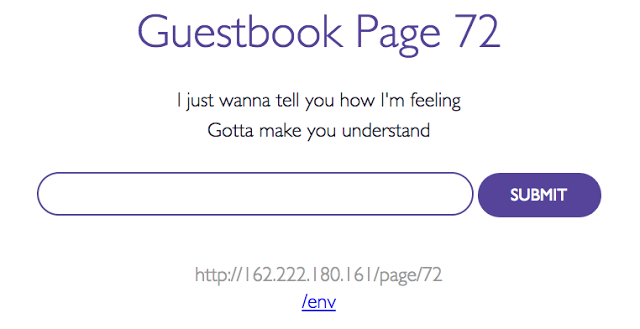 Guestbook Page 72
I just wanna tell you how I'm feeling
Gotta make you understand
SUBMIT
http://162.222.180.161/page/72
/env